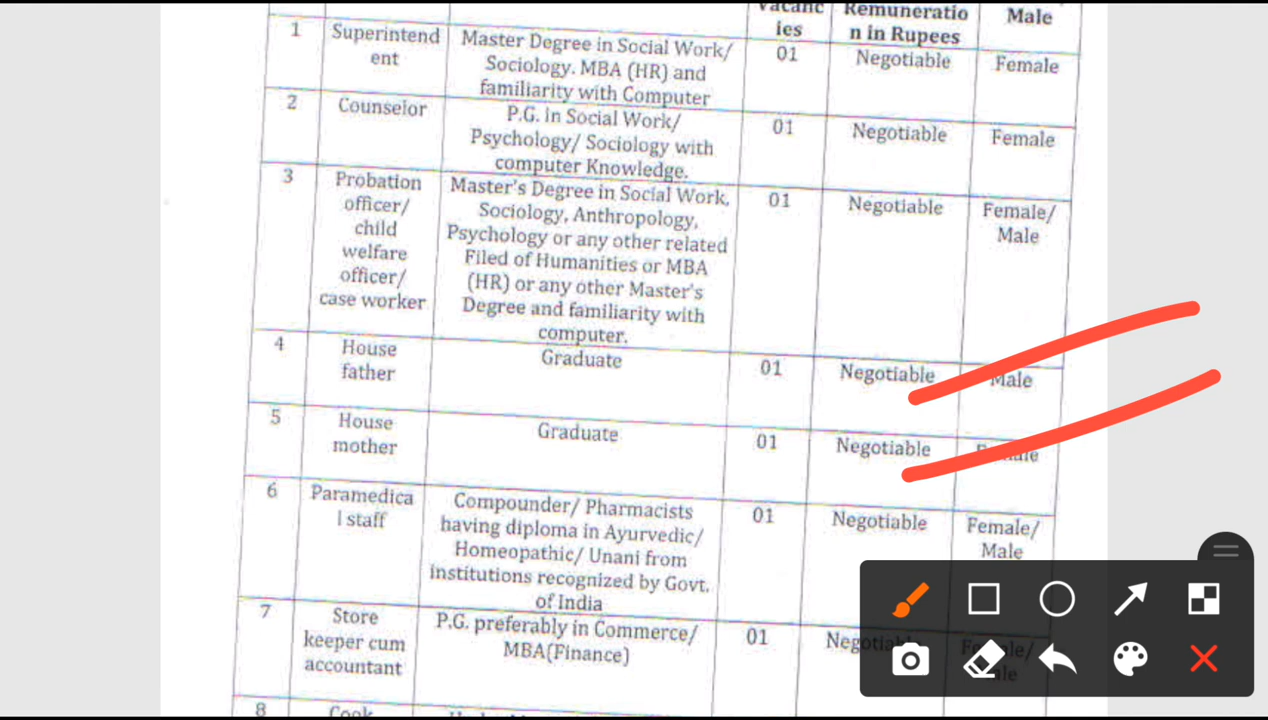 Vacanc
ies
Remuneratio
n in Rupees
Male
1
Superintend
ent
Master Degree in Social Work/
Sociology. MBA (HR) and
familiarity with Computer
01
Negotiable
Female
2
Counselor
P.G. In Social Work/
Psychology/ Sociology with
computer Knowledge.
01
Negotiable
Female
3
Probation
officer/
child
welfare
officer/
case worker
Master's Degree in Social Work,
Sociology, Anthropology,
Psychology or any other related
Filed of Humanities or MBA
(HR) or any other Master's
Degree and familiarity with
computer.
01
Negotiable
Female/
Male
4
House
father
Graduate
01
Negotiable
Male
5
House
mother
Graduate
01
Negotiable
Female
6
Paramedica
l staff
Compounder/ Pharmacists
having diploma in Ayurvedic/
Homeopathic/ Unani from
institutions recognized by Govt.
of India
01
Negotiable
Female/
Male
7
Store
keeper cum
accountant
P.G. preferably in Commerce/
MBA(Finance)
01
Negotiable
Female/
Male
8
Cook